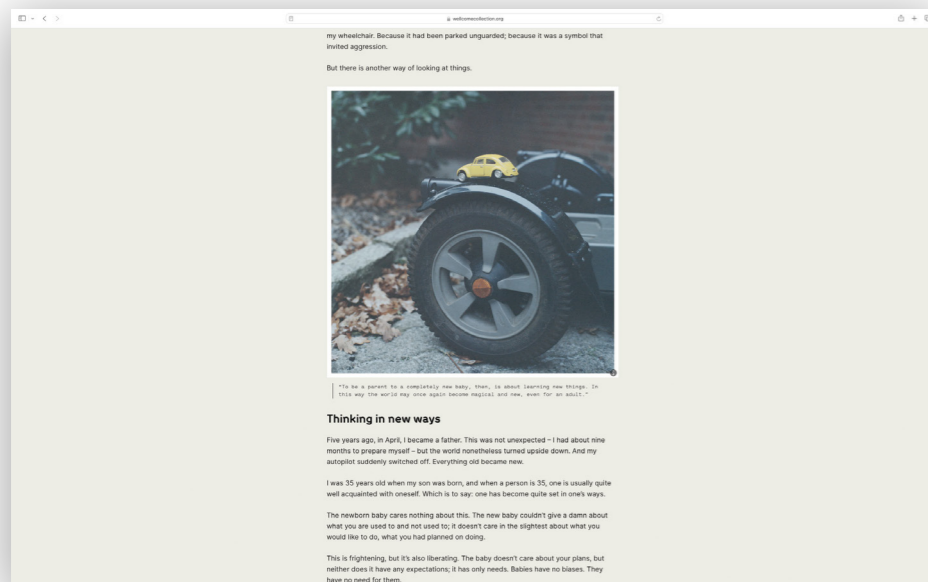 wellcomecollection.org
my wheelchair. Because it had been parked unguarded; because it was a symbol that
invited aggression.
But there is another way of looking at things.
"To be a parent to a completely new baby, then, is about learning new things. In
this way the world may once again become magical and new, even for an adult."
Thinking in new ways
Five years ago, in April, I became a father. This was not unexpected – I had about nine
months to prepare myself – but the world nonetheless turned upside down. And my
autopilot suddenly switched off. Everything old became new.
I was 35 years old when my son was born, and when a person is 35, one is usually quite
well acquainted with oneself. Which is to say: one has become quite set in one's ways.
The newborn baby cares nothing about this. The new baby couldn't give a damn about
what you are used to and not used to; it doesn't care in the slightest about what you
would like to do, what you had planned on doing.
This is frightening, but it's also liberating. The baby doesn't care about your plans, but
neither does it have any expectations; it has only needs. Babies have no biases. They
have no need for them.